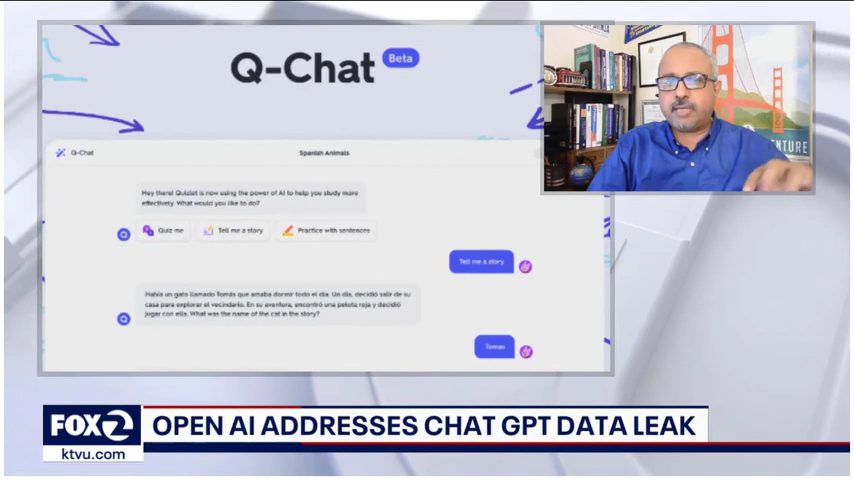 Q-Chat Beta
Q-Chat
Spanish Animals
Hey there! Quizlet is now using the power of AI to help you study more
effectively. What would you like to do?
Quiz me
Tell me a story
Practice with sentences
Tell me a story
Había un gato llamado Tomás que amaba dormir todo el día. Un día, decidió salir de su
casa para explorar el vecindario. En su aventura, encontró una pelota roja y decidió
jugar con ella. What was the name of the cat in the story?
Tomas
FOX 2
OPEN AI ADDRESSES CHAT GPT DATA LEAK
ktvu.com